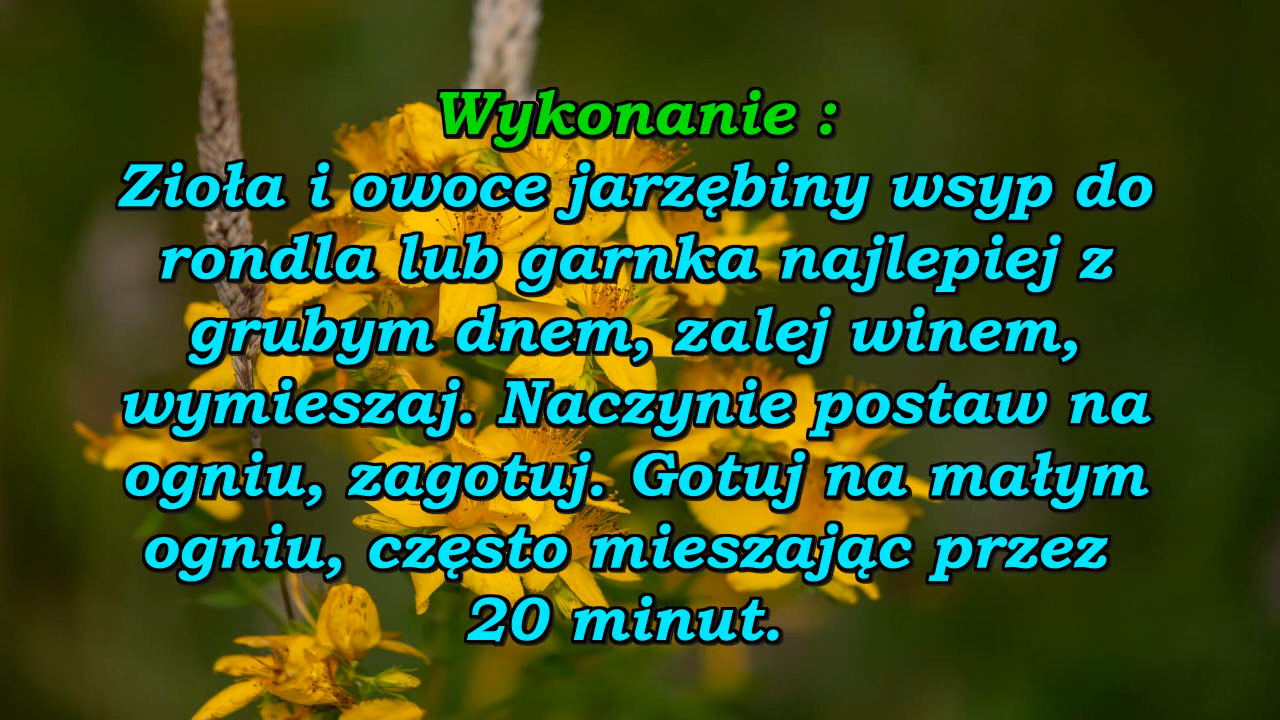 Wykonanie :
Zioła i owoce jarzębiny wsyp do
rondla lub garnka najlepiej z
grubym dnem, zalej winem,
wymieszaj. Naczynie postaw na
ogniu, zagotuj. Gotuj na małym
ogniu, często mieszając przez
20 minut.